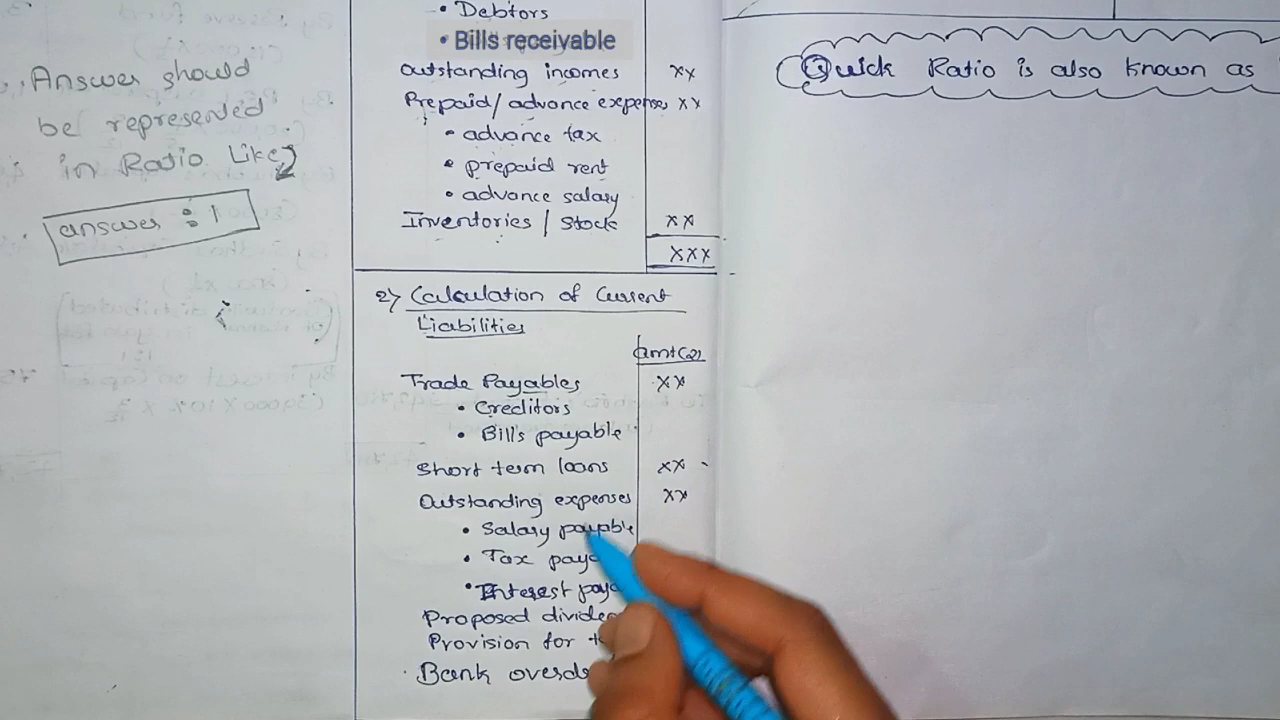 Answer should
be represented
in Ratio Like
answer : 1
• Debtors
• Bills receivable
Outstanding incomes xx
Prepaid/ advance expenses xx
• advance tax
• prepaid rent
• advance salary
Inventories / Stock xx
xxx
2) Calculation of Current
Liabilities
amt(₹)
Trade Payables xx
• Creditors
• Bills payable
Short term loans xx
Outstanding expenses xx
• Salary payable
• Tax paya
• Interest paya
Proposed divide
Provision for t
Bank overd
Quick Ratio is also known as